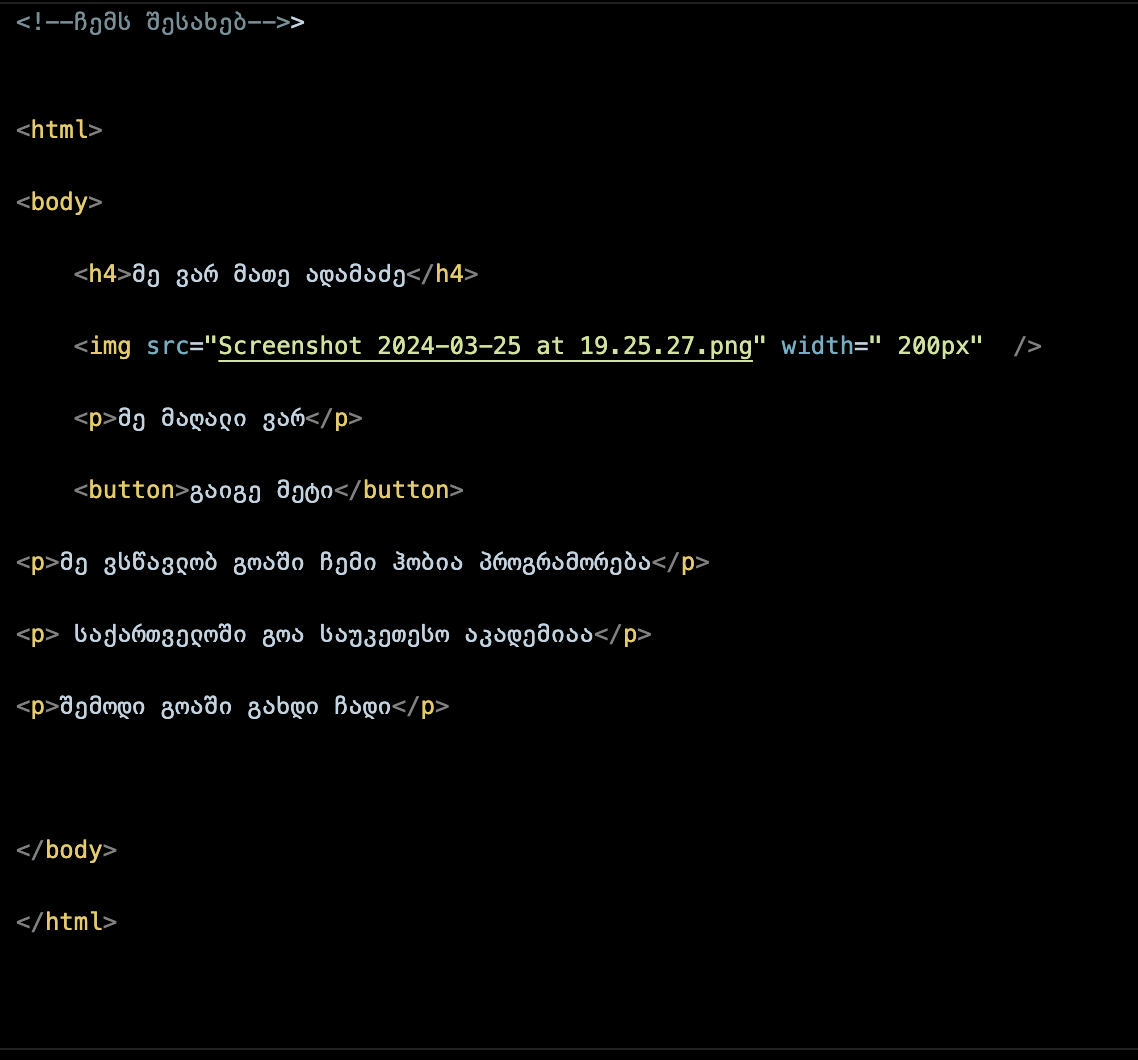 <!--ჩემს შესახებ-->>
<html>
<body>
<h4>მე ვარ მათე ადამაძე</h4>
<img src="Screenshot 2024-03-25 at 19.25.27.png" width=" 200px"  />
<p>მე მაღალი ვარ</p>
<button>გაიგე მეტი</button>
<p>მე ვსწავლობ გოაში ჩემი ჰობია პროგრამორება</p>
<p> საქართველოში გოა საუკეთესო აკადემიაა</p>
<p>შემოდი გოაში გახდი ჩადი</p>
</body>
</html>